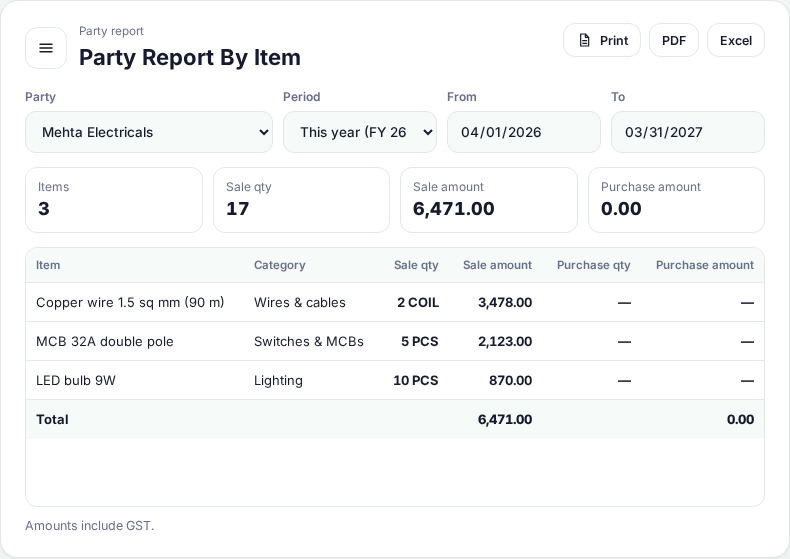 Party report
Party Report By Item
Print
PDF
Excel
Party
Period
From
To
Mehta Electricals
This year (FY 26
04/01/2026
03/31/2027
Items
3
Sale qty
17
Sale amount
6,471.00
Purchase amount
0.00
Item Category Sale qty Sale amount Purchase qty Purchase amount
Copper wire 1.5 sq mm (90 m) Wires & cables 2 COIL 3,478.00 — —
MCB 32A double pole Switches & MCBs 5 PCS 2,123.00 — —
LED bulb 9W Lighting 10 PCS 870.00 — —
Total 6,471.00 0.00
Amounts include GST.